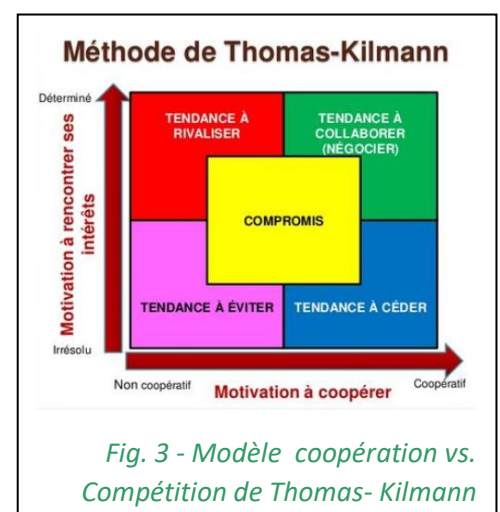 Méthode de Thomas-Kilmann
Déterminé
Motivation à rencontrer ses
intérêts
TENDANCE À
RIVALISER
TENDANCE À
COLLABORER
(NÉGOCIER)
COMPROMIS
TENDANCE À ÉVITER
TENDANCE À CÉDER
Irrésolu
Non coopératif
Motivation à coopérer
Coopératif
Fig. 3 - Modèle coopération vs.
Compétition de Thomas- Kilmann